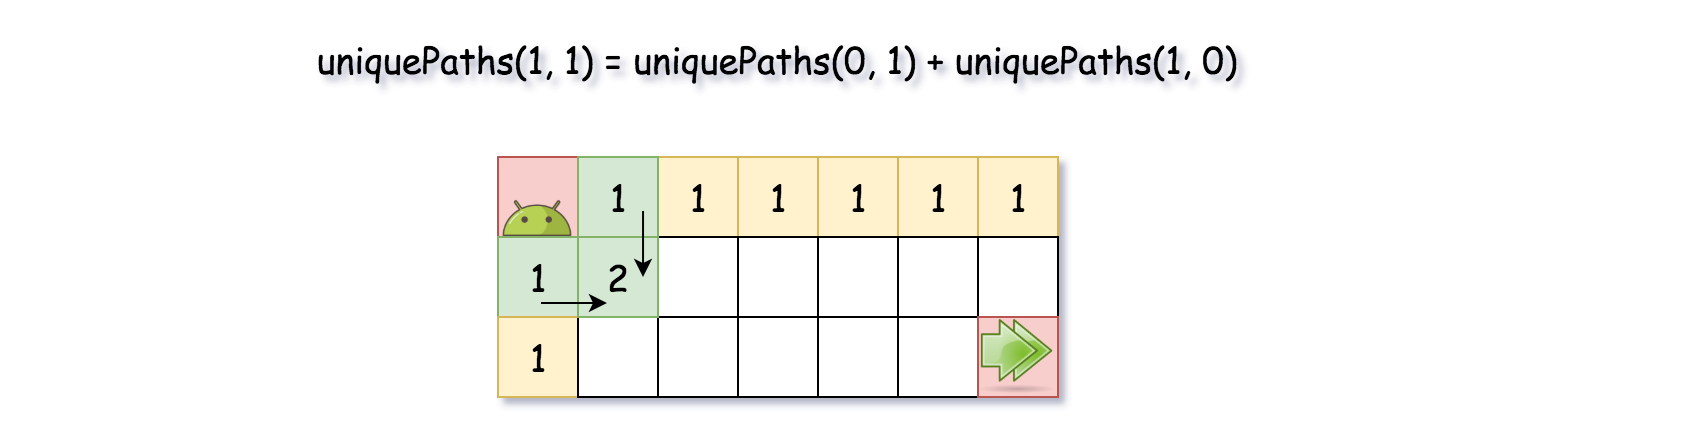 uniquePaths(1, 1) = uniquePaths(0, 1) + uniquePaths(1, 0)
1 1 1 1 1 1
1 2
1